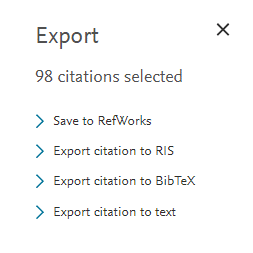 Export
98 citations selected
Save to RefWorks
Export citation to RIS
Export citation to BibTeX
Export citation to text